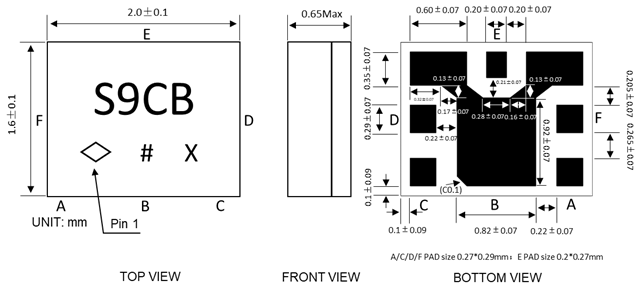 2.0±0.1
E
1.6±0.1
F
S9CB
D
# X
A B C
UNIT: mm
Pin 1
TOP VIEW
0.65Max
FRONT VIEW
0.60±0.07
0.20±0.07
0.20±0.07
E
0.35±0.07
0.13±0.07
0.21±0.07
0.13±0.07
0.17±0.07
0.28±0.07
0.16±0.07
0.29±0.07
D
0.22±0.07
0.92±0.07
F
0.205±0.07
0.265±0.07
(C0.1)
0.1±0.09
C
B
A
0.1±0.09
0.82±0.07
0.22±0.07
A/C/D/F PAD size 0.27*0.29mm; E PAD size 0.2*0.27mm
BOTTOM VIEW